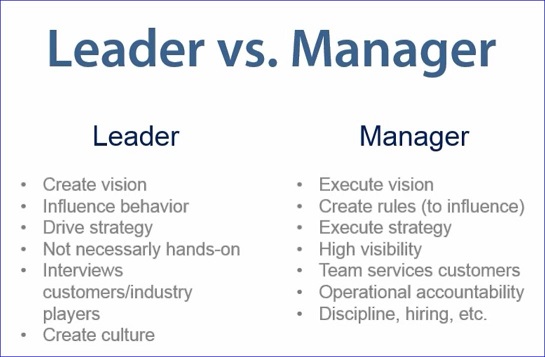 Leader vs. Manager
Leader
• Create vision
• Influence behavior
• Drive strategy
• Not necessarly hands-on
• Interviews
customers/industry
players
• Create culture
Manager
• Execute vision
• Create rules (to influence)
• Execute strategy
• High visibility
• Team services customers
• Operational accountability
• Discipline, hiring, etc.